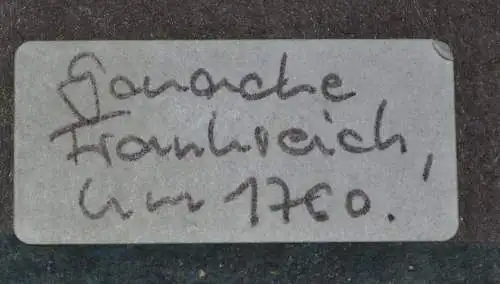 Gouache
Frankreich,
um 1760.